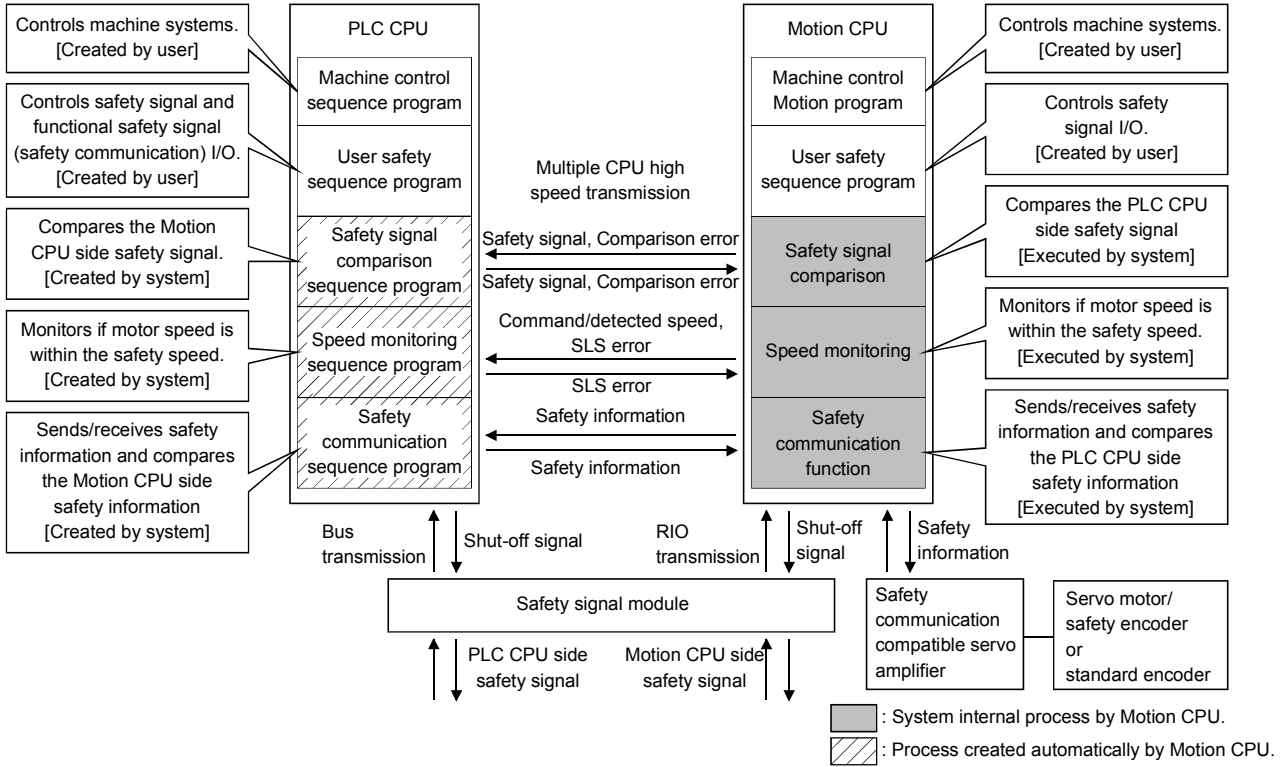 Controls machine systems.
[Created by user]
Controls safety signal and
functional safety signal
(safety communication) I/O.
[Created by user]
Compares the Motion
CPU side safety signal.
[Created by system]
Monitors if motor speed is
within the safety speed.
[Created by system]
Sends/receives safety
information and compares
the Motion CPU side
safety information
[Created by system]
PLC CPU
Machine control
sequence program
User safety
sequence program
Safety signal
comparison
sequence program
Speed monitoring
sequence program
Safety
communication
sequence program
Multiple CPU high
speed transmission
Safety signal, Comparison error
Safety signal, Comparison error
Command/detected speed,
SLS error
SLS error
Safety information
Safety information
Motion CPU
Machine control
Motion program
User safety
sequence program
Safety signal
comparison
Speed monitoring
Safety
communication
function
Controls machine systems.
[Created by user]
Controls safety
signal I/O.
[Created by user]
Compares the PLC CPU
side safety signal
[Executed by system]
Monitors if motor speed is
within the safety speed.
[Executed by system]
Sends/receives safety
information and compares
the PLC CPU side
safety information
[Executed by system]
Bus
transmission
Shut-off signal
RIO
transmission
Shut-off
signal
Safety
information
Safety signal module
PLC CPU side
safety signal
Motion CPU side
safety signal
Safety
communication
compatible servo
amplifier
Servo motor/
safety encoder
or
standard encoder
: System internal process by Motion CPU.
: Process created automatically by Motion CPU.